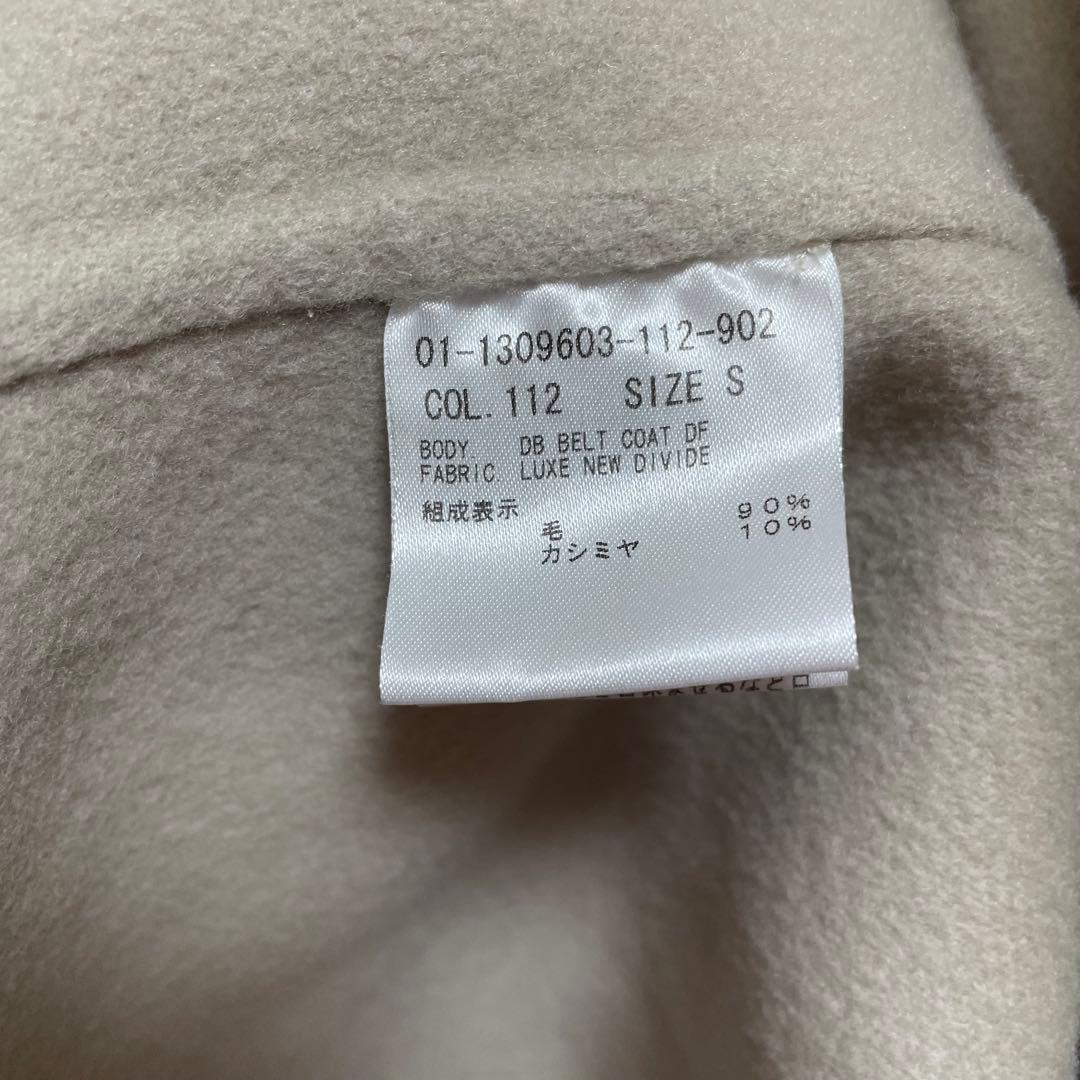 01-1309603-112-902
COL. 112 SIZE S
BODY DB BELT COAT DF
FABRIC LUXE NEW DIVIDE
組成表示
毛 90%
カシミヤ 10%